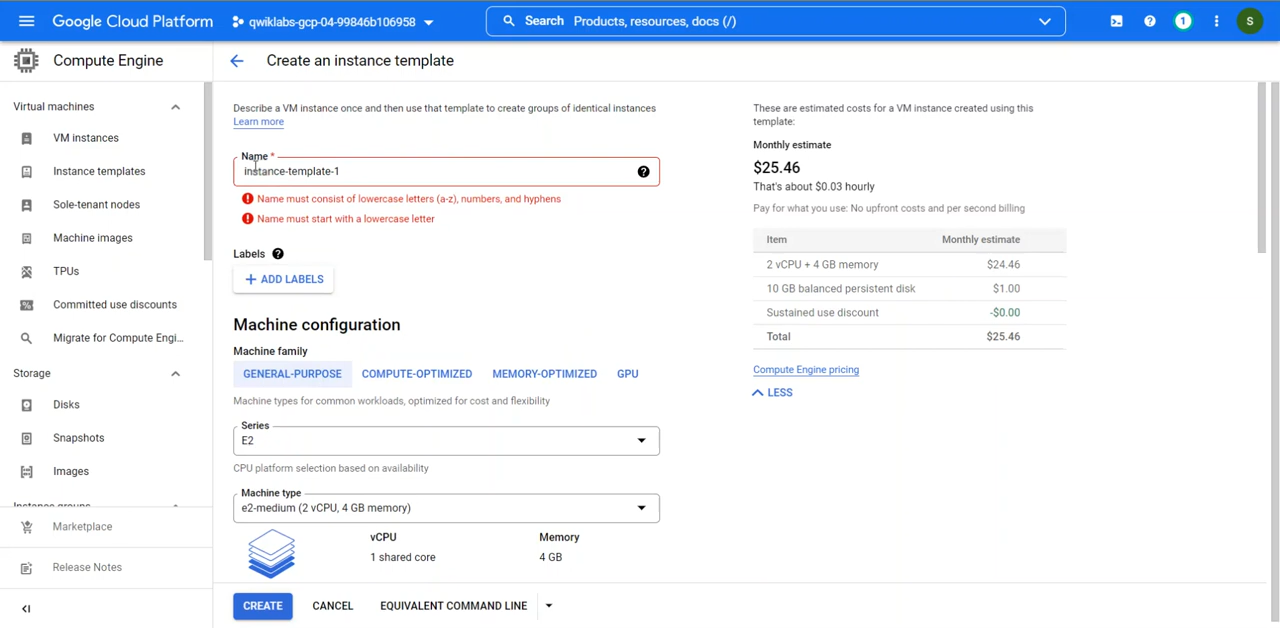 Google Cloud Platform
qwiklabs-gcp-04-99846b106958
Search Products, resources, docs (/)
1
S
Compute Engine
Create an instance template
Virtual machines
VM instances
Instance templates
Sole-tenant nodes
Machine images
TPUs
Committed use discounts
Migrate for Compute Engi...
Storage
Disks
Snapshots
Images
Instance groups
Marketplace
Release Notes
Describe a VM instance once and then use that template to create groups of identical instances
Learn more
Name *
instance-template-1
Name must consist of lowercase letters (a-z), numbers, and hyphens
Name must start with a lowercase letter
Labels
+ ADD LABELS
Machine configuration
Machine family
GENERAL-PURPOSE COMPUTE-OPTIMIZED MEMORY-OPTIMIZED GPU
Machine types for common workloads, optimized for cost and flexibility
Series
E2
CPU platform selection based on availability
Machine type
e2-medium (2 vCPU, 4 GB memory)
vCPU Memory
1 shared core 4 GB
CREATE CANCEL EQUIVALENT COMMAND LINE
These are estimated costs for a VM instance created using this
template:
Monthly estimate
$25.46
That's about $0.03 hourly
Pay for what you use: No upfront costs and per second billing
Item Monthly estimate
2 vCPU + 4 GB memory $24.46
10 GB balanced persistent disk $1.00
Sustained use discount -$0.00
Total $25.46
Compute Engine pricing
LESS